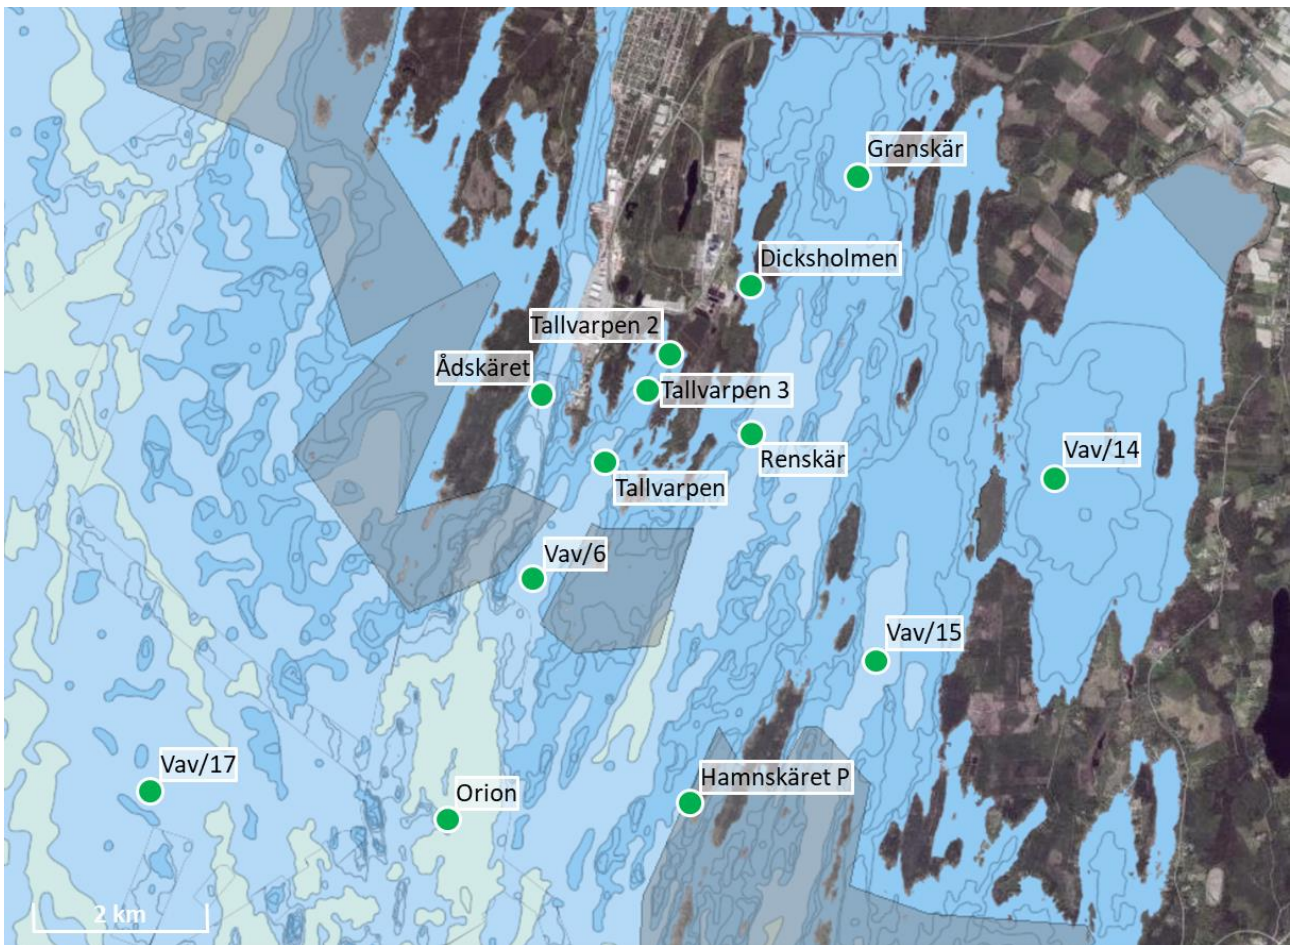 Granskär
Dicksholmen
Tallvarpen 2
Ådskäret
Tallvarpen 3
Renskär
Vav/14
Tallvarpen
Vav/6
Vav/15
Vav/17
Hamnskäret P
Orion
2 km